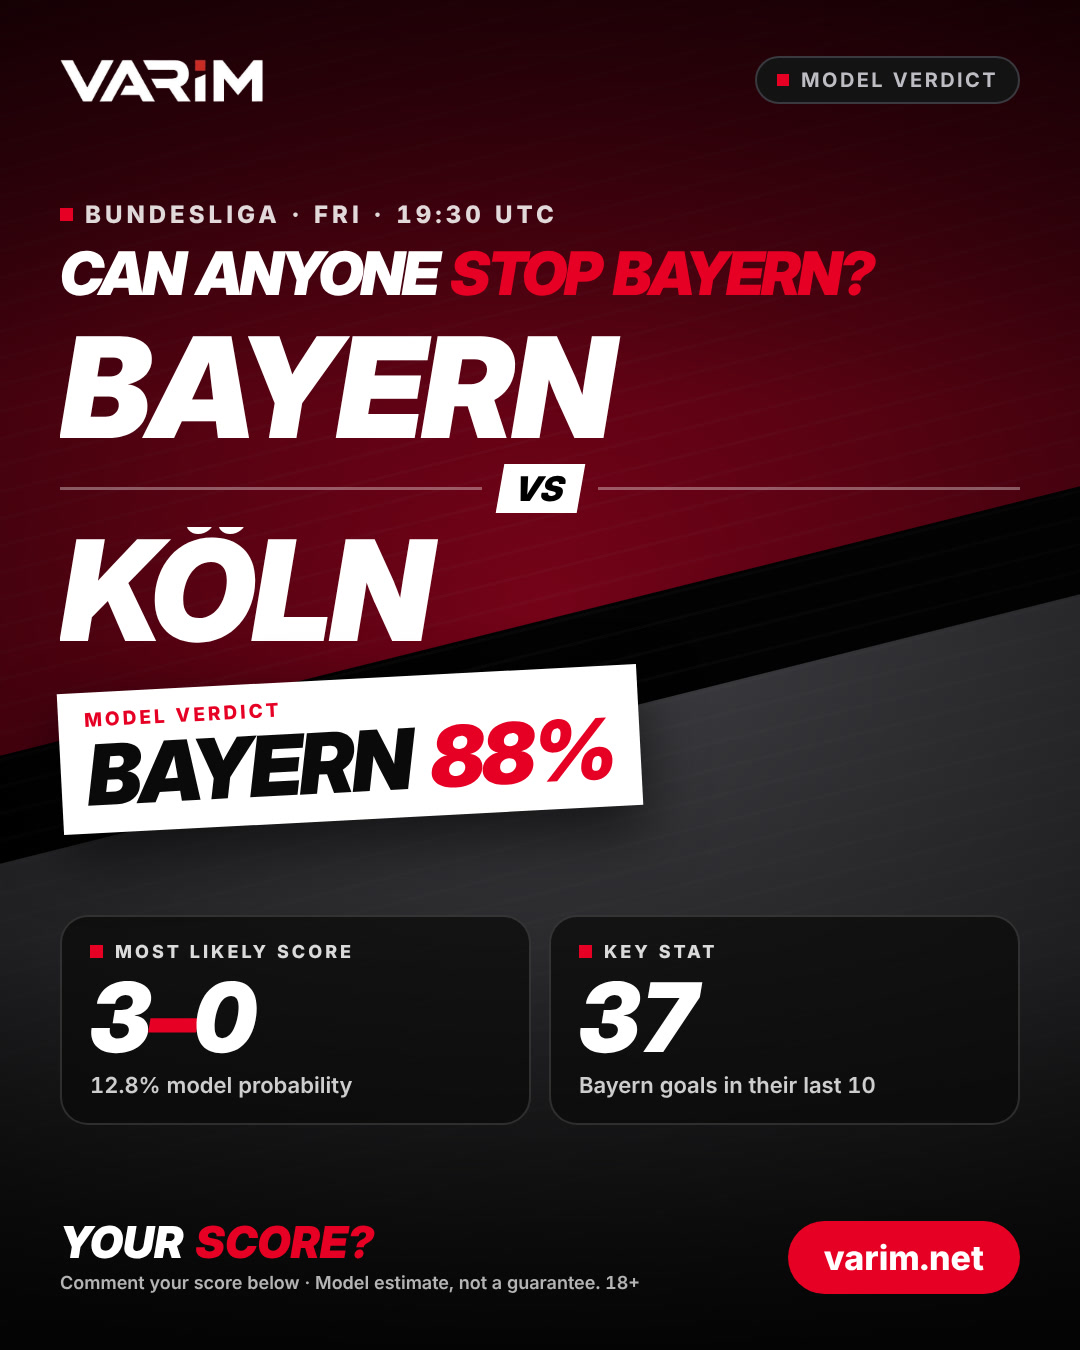 VARiM
MODEL VERDICT
BUNDESLIGA · FRI · 19:30 UTC
CAN ANYONE STOP BAYERN?
BAYERN
VS
KÖLN
MODEL VERDICT
BAYERN 88%
MOST LIKELY SCORE
3–0
12.8% model probability
KEY STAT
37
Bayern goals in their last 10
YOUR SCORE?
Comment your score below · Model estimate, not a guarantee. 18+
varim.net